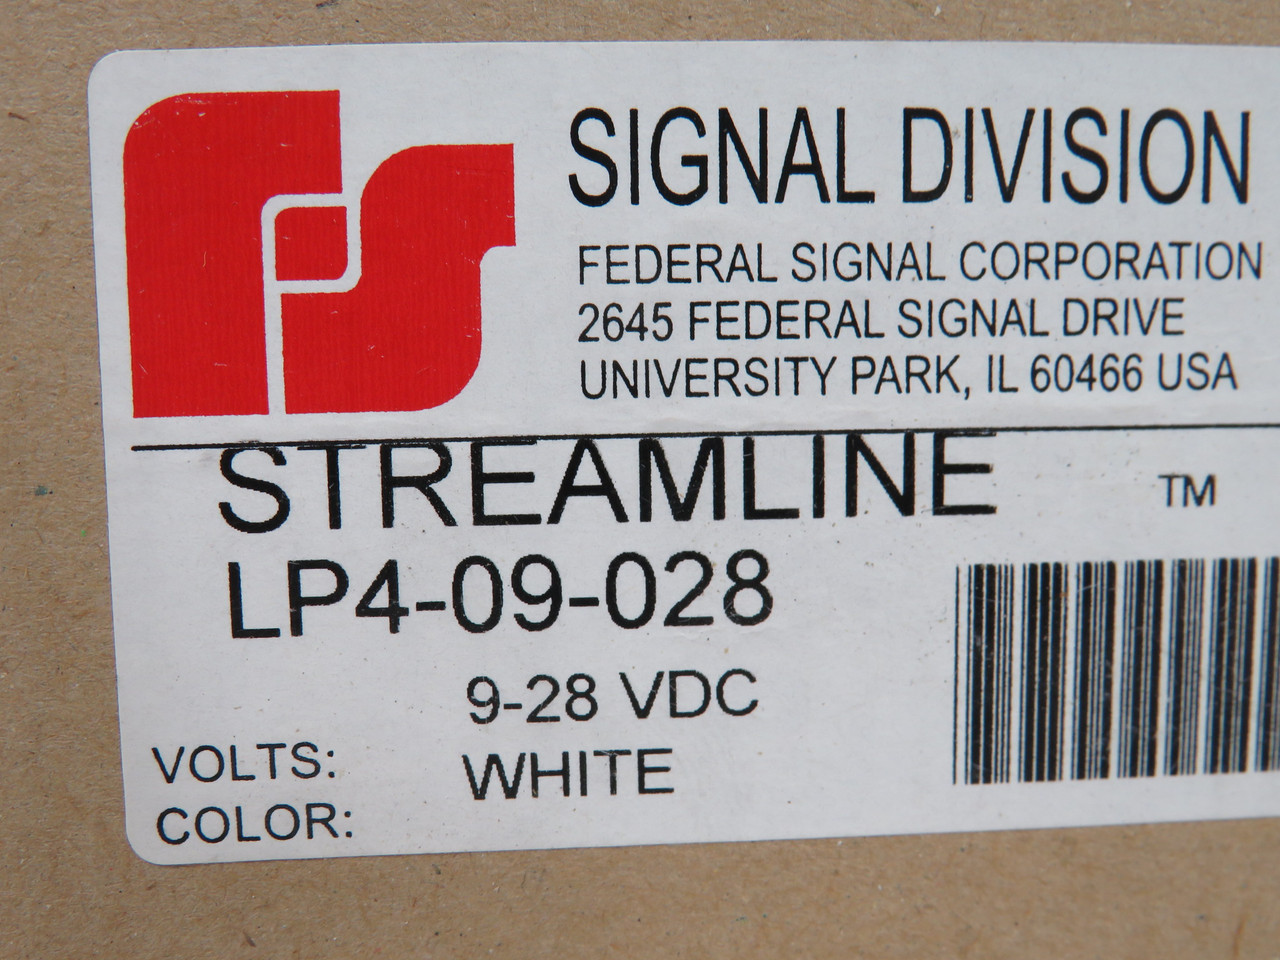 FS
SIGNAL DIVISION
FEDERAL SIGNAL CORPORATION
2645 FEDERAL SIGNAL DRIVE
UNIVERSITY PARK, IL 60466 USA
STREAMLINE ™
LP4-09-028
VOLTS: 9-28 VDC
COLOR: WHITE